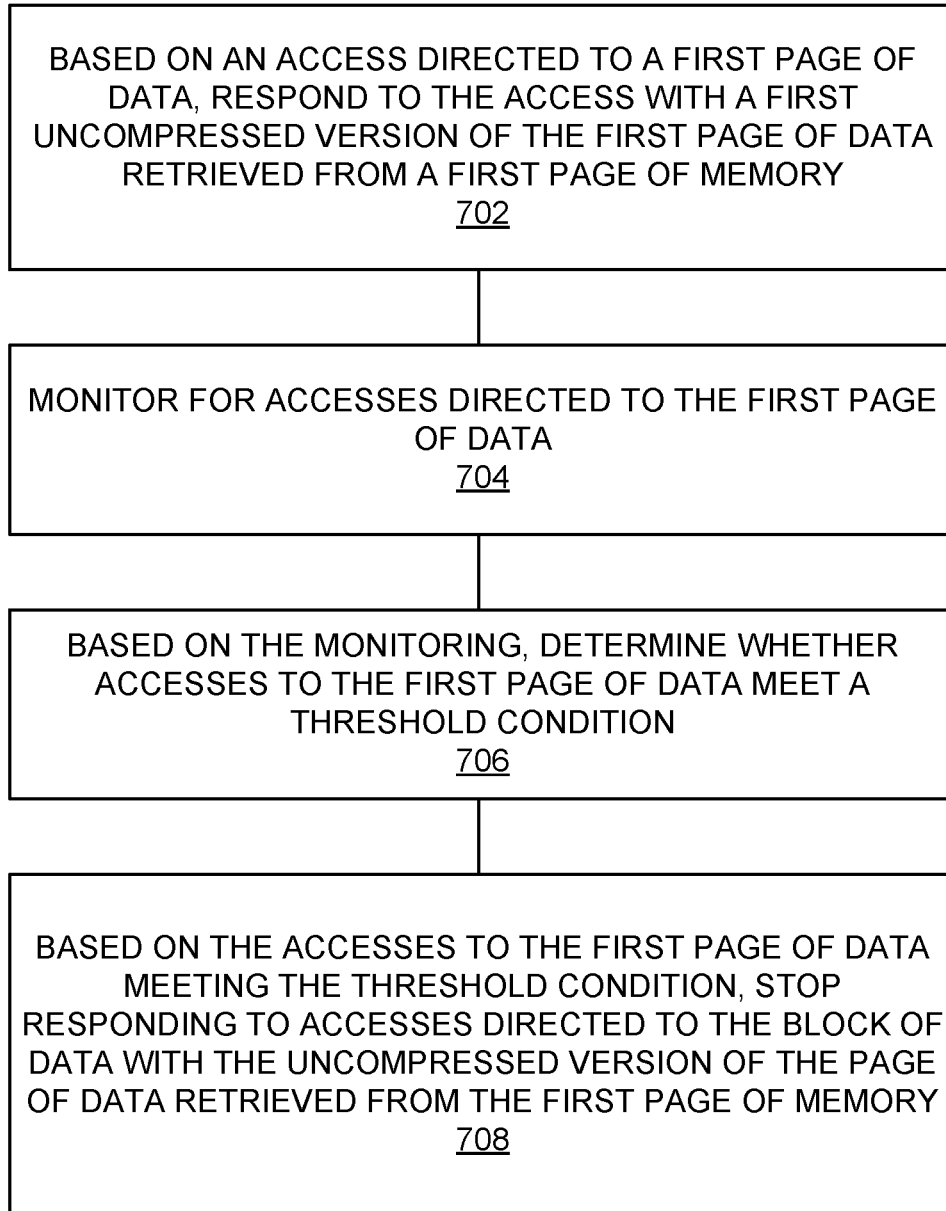 BASED ON AN ACCESS DIRECTED TO A FIRST PAGE OF
DATA, RESPOND TO THE ACCESS WITH A FIRST
UNCOMPRESSED VERSION OF THE FIRST PAGE OF DATA
RETRIEVED FROM A FIRST PAGE OF MEMORY
702
MONITOR FOR ACCESSES DIRECTED TO THE FIRST PAGE
OF DATA
704
BASED ON THE MONITORING, DETERMINE WHETHER
ACCESSES TO THE FIRST PAGE OF DATA MEET A
THRESHOLD CONDITION
706
BASED ON THE ACCESSES TO THE FIRST PAGE OF DATA
MEETING THE THRESHOLD CONDITION, STOP
RESPONDING TO ACCESSES DIRECTED TO THE BLOCK OF
DATA WITH THE UNCOMPRESSED VERSION OF THE PAGE
OF DATA RETRIEVED FROM THE FIRST PAGE OF MEMORY
708